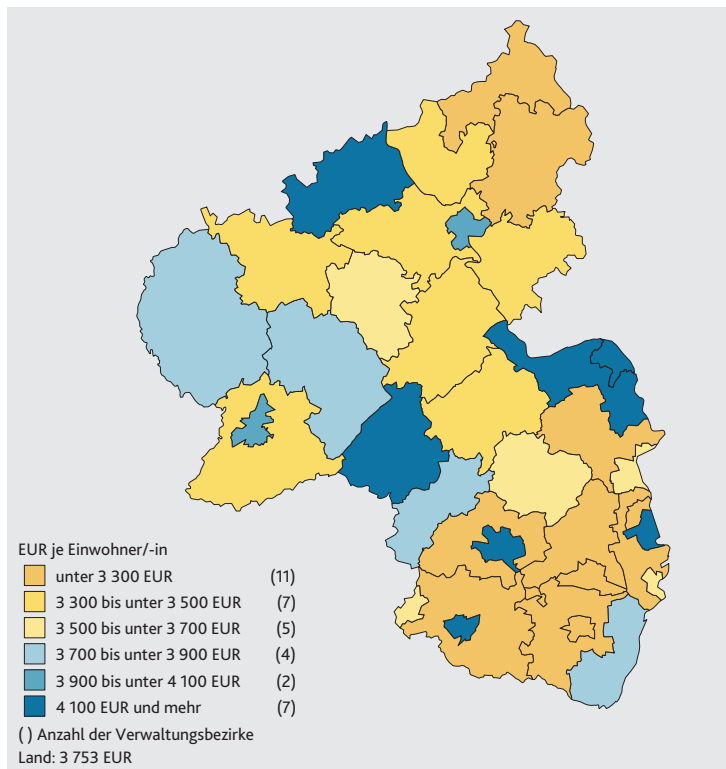 EUR je Einwohner/-in
unter 3 300 EUR (11)
3 300 bis unter 3 500 EUR (7)
3 500 bis unter 3 700 EUR (5)
3 700 bis unter 3 900 EUR (4)
3 900 bis unter 4 100 EUR (2)
4 100 EUR und mehr (7)
( ) Anzahl der Verwaltungsbezirke
Land: 3 753 EUR